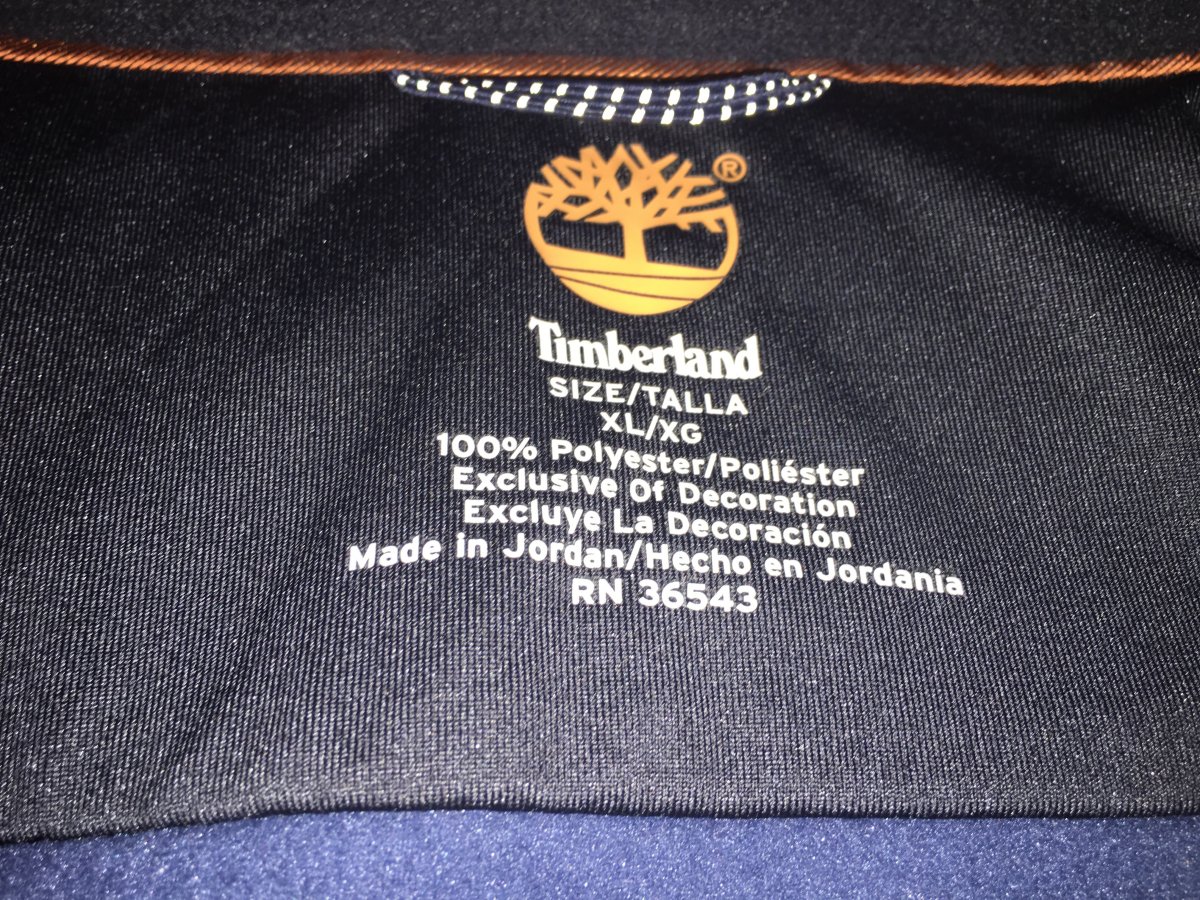 ®
Timberland
SIZE/TALLA
XL/XG
100% Polyester/Poliéster
Exclusive Of Decoration
Excluye La Decoración
Made in Jordan/Hecho en Jordania
RN 36543